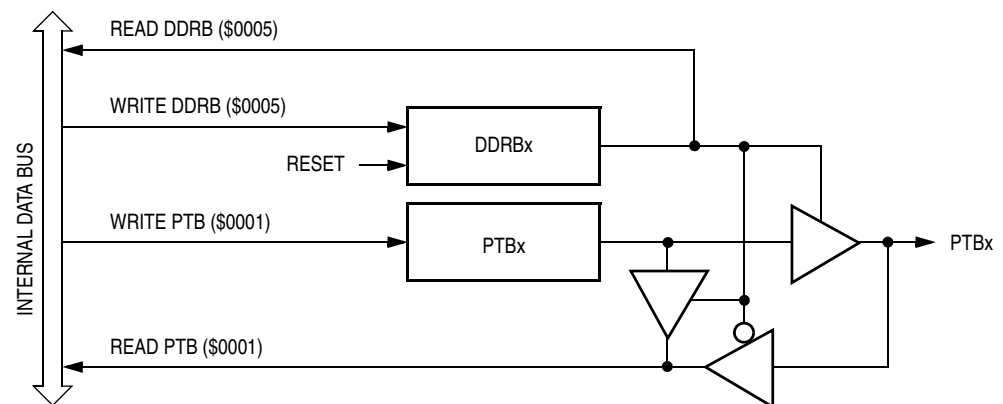 READ DDRB ($0005)
WRITE DDRB ($0005)
DDRBx
RESET
INTERNAL DATA BUS
WRITE PTB ($0001)
PTBx
PTBx
READ PTB ($0001)